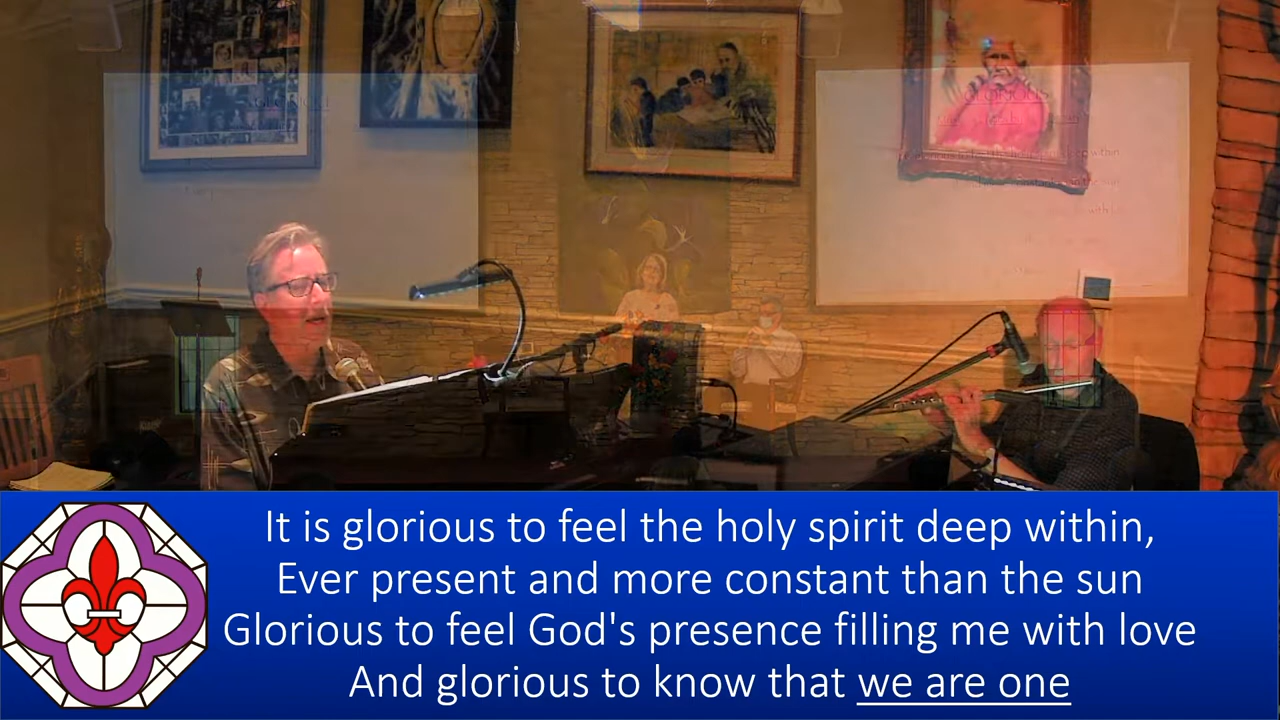 GLORIOUS
It is glorious to feel the holy spirit deep within,
Ever present and more constant than the sun
Glorious to feel God's presence filling me with love
And glorious to know that we are one